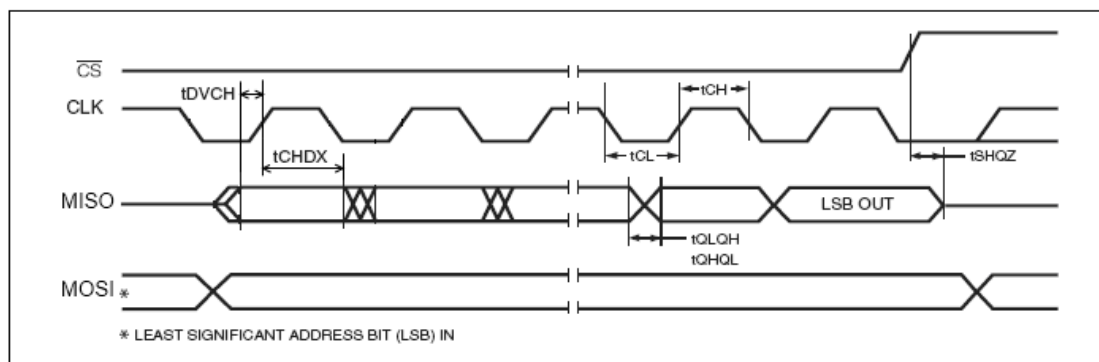 CS
tDVCH
tCH
CLK
tCHDX
tCL
tSHQZ
MISO
LSB OUT
tQLQH
tQHQL
MOSI *
* LEAST SIGNIFICANT ADDRESS BIT (LSB) IN